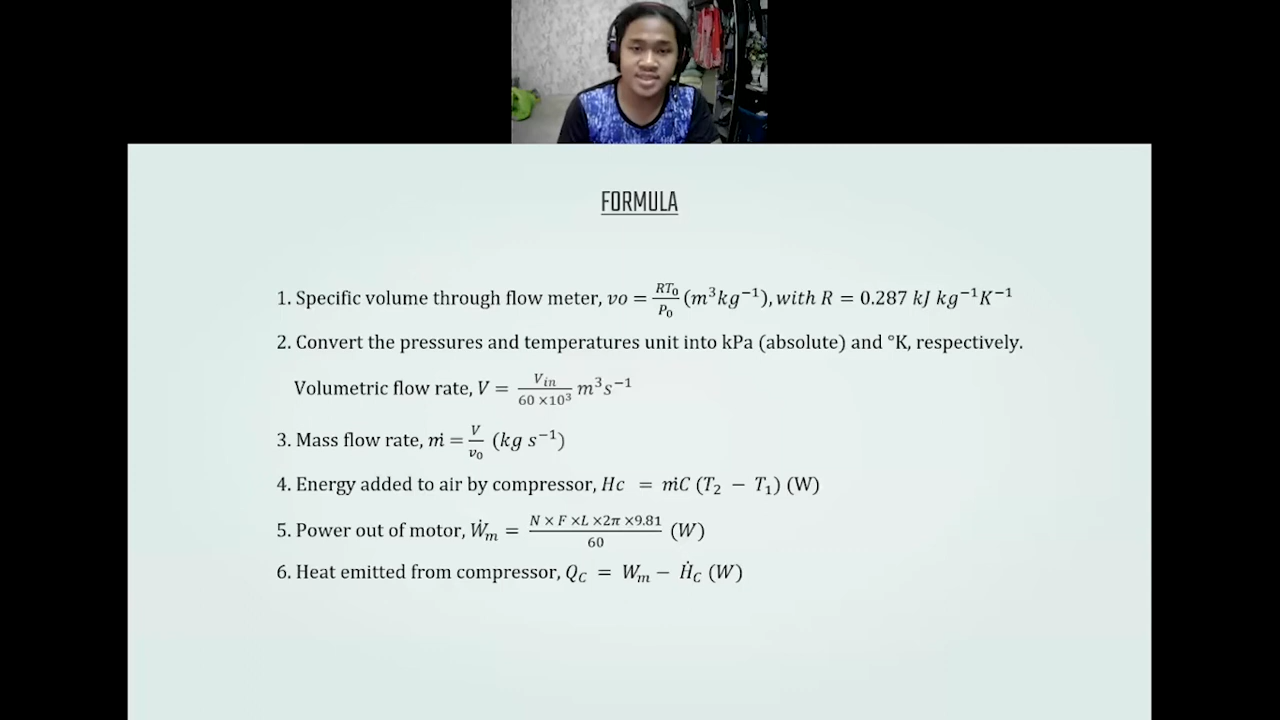 FORMULA
1. Specific volume through flow meter, vo = RT₀/P₀ (m³kg⁻¹), with R = 0.287 kJ kg⁻¹K⁻¹
2. Convert the pressures and temperatures unit into kPa (absolute) and °K, respectively.
Volumetric flow rate, V = V_in/60 ×10³ m³s⁻¹
3. Mass flow rate, ṁ = V/v₀ (kg s⁻¹)
4. Energy added to air by compressor, Hc = ṁC (T₂ − T₁) (W)
5. Power out of motor, Ẇₘ = N × F ×L ×2π ×9.81/60 (W)
6. Heat emitted from compressor, Q_C = Wₘ − Ḣ_C (W)